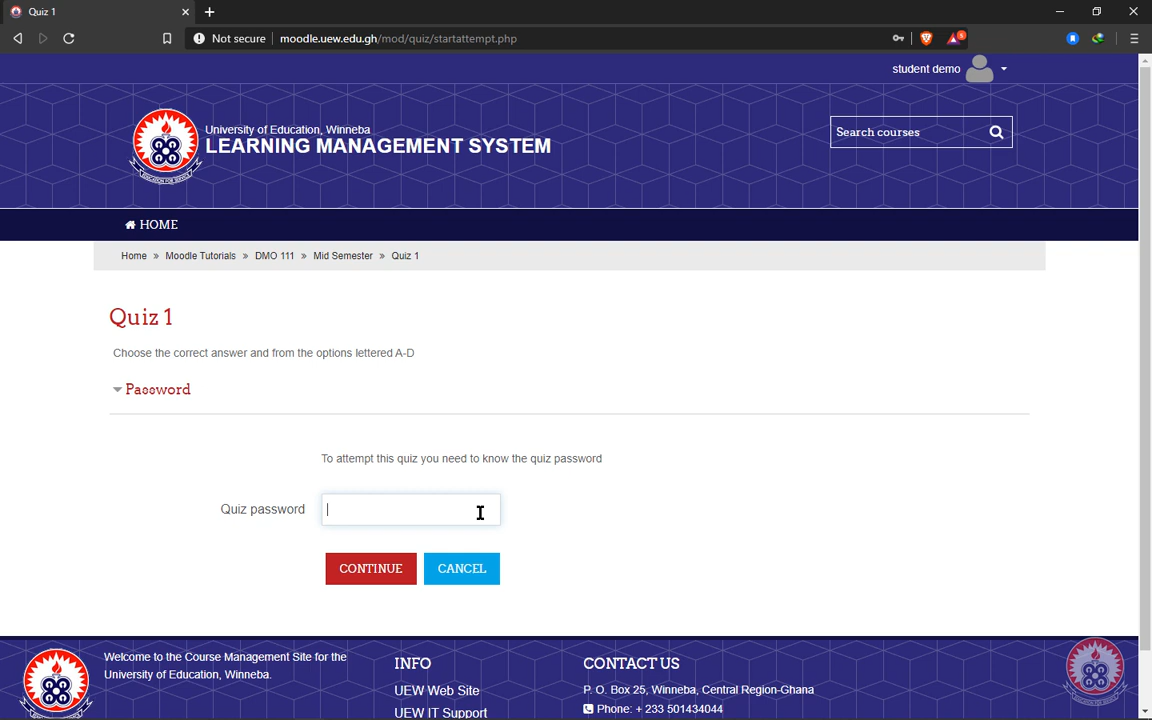 Quiz 1
Not secure
moodle.uew.edu.gh/mod/quiz/startattempt.php
5
student demo
University of Education, Winneba
LEARNING MANAGEMENT SYSTEM
EDUCATION FOR SERVICE
Search courses
HOME
Home » Moodle Tutorials » DMO 111 » Mid Semester » Quiz 1
Quiz 1
Choose the correct answer and from the options lettered A-D
Password
To attempt this quiz you need to know the quiz password
Quiz password
CONTINUE
CANCEL
Welcome to the Course Management Site for the
University of Education, Winneba.
INFO
UEW Web Site
UEW IT Support
CONTACT US
P. O. Box 25, Winneba, Central Region-Ghana
Phone: + 233 501434044